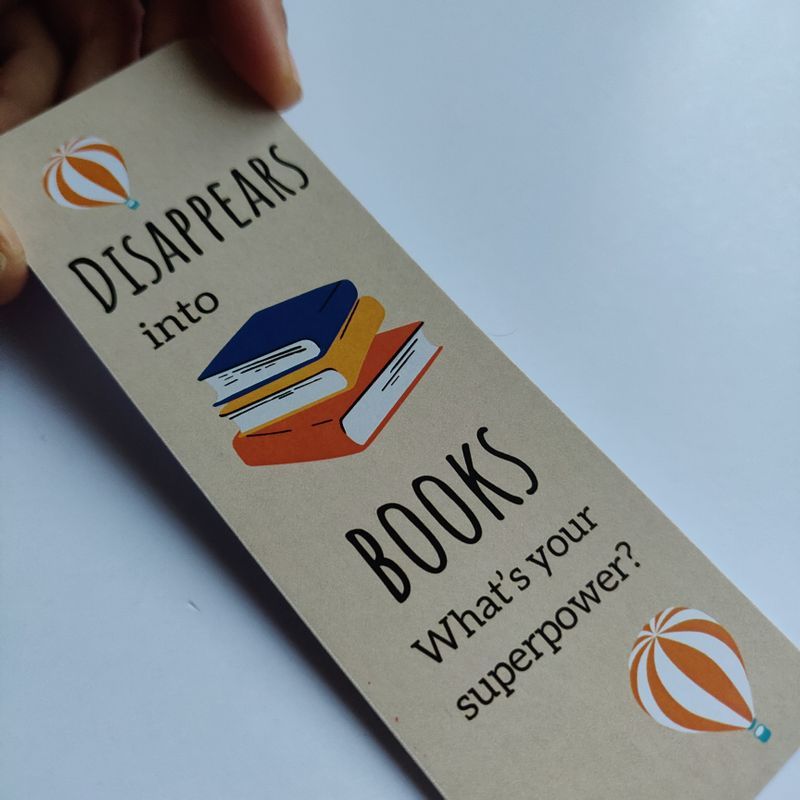 DISAPPEARS
into
BOOKS
What's your
superpower?